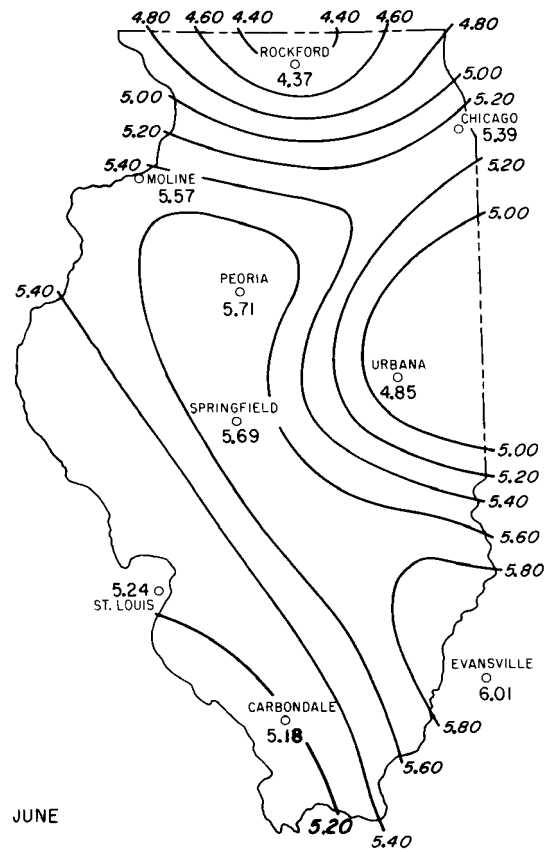 4.80 4.60 4.40 4.40 4.60 4.80
ROCKFORD
4.37
5.00
5.00
5.20
CHICAGO
5.39
5.20
5.40
MOLINE
5.57
5.20
5.00
PEORIA
5.71
5.40
URBANA
4.85
SPRINGFIELD
5.69
5.00
5.20
5.40
5.60
5.80
5.24
ST. LOUIS
EVANSVILLE
6.01
CARBONDALE
5.18
5.80
5.60
JUNE
5.20
5.40